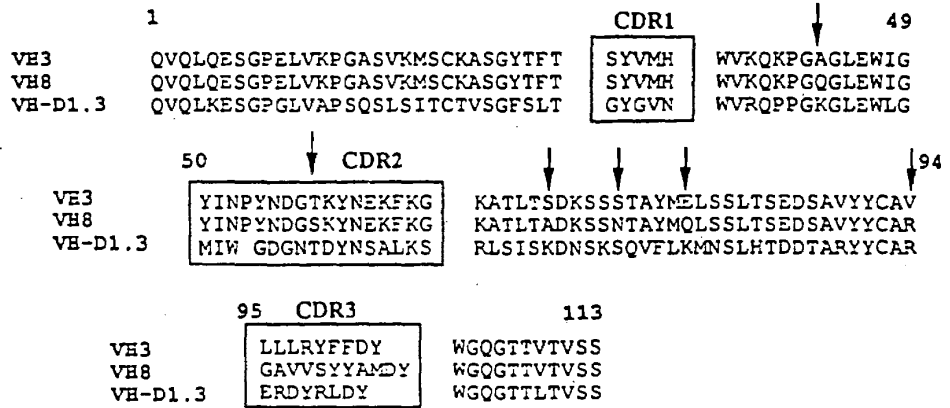 1 CDR1 49
VH3 QVQLQESGPELVKPGASVKMSCKASGYTFT SYVMH WVKQKPGAGLEWIG
VH8 QVQLQESGPELVKPGASVKMSCKASGYTFT SYVMH WVKQKPGQGLEWIG
VH-D1.3 QVQLKESGPGLVAPSQSLSITCTVSGFSLT GYGVN WVRQPPGKGLEWLG
50 CDR2 94
VH3 YINPYNDGTKYNEKFKG KATLTSDKSSSTAYMELSSLTSEDSAVYYCAV
VH8 YINPYNDGSKYNEKFKG KATLTADKSSNTAYMQLSSLTSEDSAVYYCAR
VH-D1.3 MIW GDGNTDYNSALKS RLSISKDNSKSQVFLKMNSLHTDDTARYYCAR
95 CDR3 113
VH3 LLLRYFFDY WGQGTTVTVSS
VH8 GAVVSYYAMDY WGQGTTVTVSS
VH-D1.3 ERDYRLDY WGQGTTLTVSS